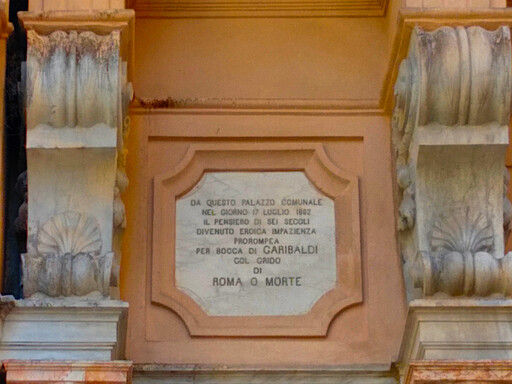 DA QUESTO PALAZZO COMUNALE
NEL GIORNO 17 LUGLIO 1862
IL PENSIERO DI SEI SECOLI
DIVENUTO EROICA IMPAZIENZA
PROROMPEA
PER BOCCA DI GARIBALDI
COL GRIDO
DI
ROMA O MORTE